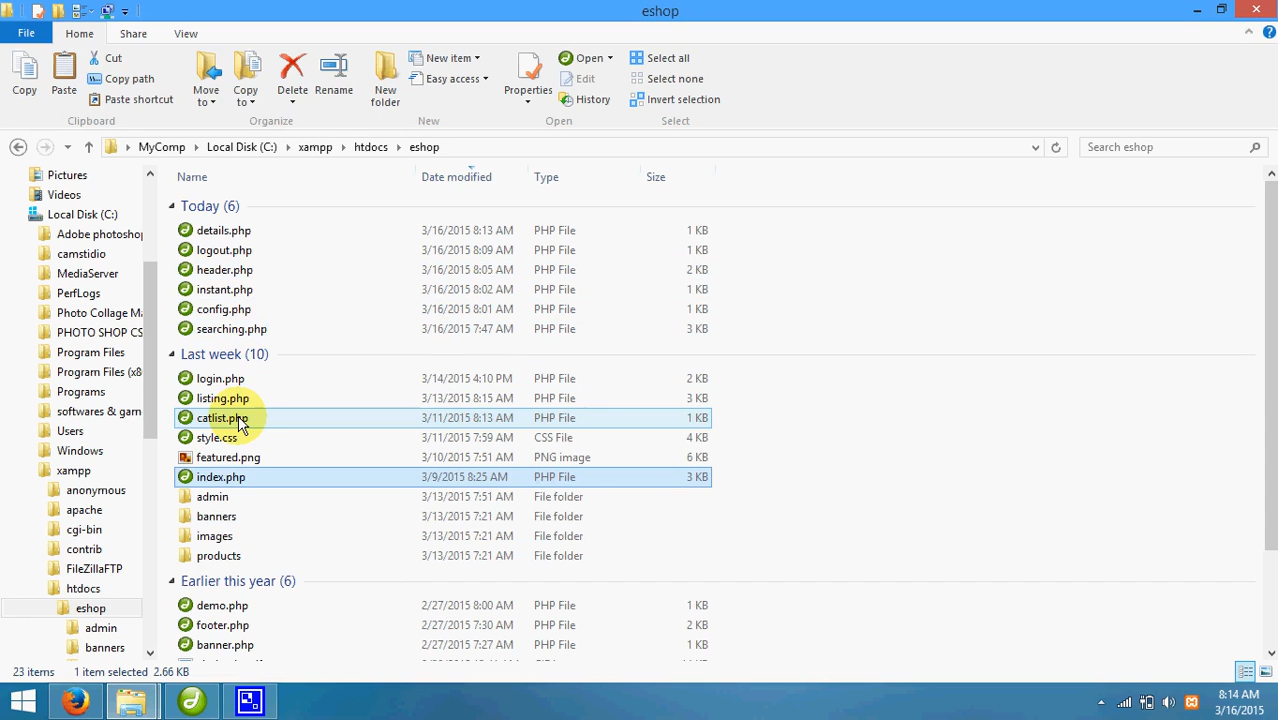 eshop
File Home Share View
Copy Paste Cut Copy path Paste shortcut Clipboard
Move to Copy to Delete Rename Organize
New folder New item Easy access New
Properties Open Edit History Open
Select all Select none Invert selection Select
MyComp Local Disk (C:) xampp htdocs eshop Search eshop
Pictures
Videos
Local Disk (C:)
Adobe photoshop
camstidio
MediaServer
PerfLogs
Photo Collage Ma
PHOTO SHOP CS
Program Files
Program Files (x8
Programs
softwares & gam
Users
Windows
xampp
anonymous
apache
cgi-bin
contrib
FileZillaFTP
htdocs
eshop
admin
banners
Name Date modified Type Size
Today (6)
details.php 3/16/2015 8:13 AM PHP File 1 KB
logout.php 3/16/2015 8:09 AM PHP File 1 KB
header.php 3/16/2015 8:05 AM PHP File 2 KB
instant.php 3/16/2015 8:02 AM PHP File 1 KB
config.php 3/16/2015 8:01 AM PHP File 1 KB
searching.php 3/16/2015 7:47 AM PHP File 3 KB
Last week (10)
login.php 3/14/2015 4:10 PM PHP File 2 KB
listing.php 3/13/2015 8:15 AM PHP File 3 KB
catlist.php 3/11/2015 8:13 AM PHP File 1 KB
style.css 3/11/2015 7:59 AM CSS File 4 KB
featured.png 3/10/2015 7:51 AM PNG image 6 KB
index.php 3/9/2015 8:25 AM PHP File 3 KB
admin 3/13/2015 7:51 AM File folder
banners 3/13/2015 7:21 AM File folder
images 3/13/2015 7:21 AM File folder
products 3/13/2015 7:21 AM File folder
Earlier this year (6)
demo.php 2/27/2015 8:00 AM PHP File 1 KB
footer.php 2/27/2015 7:30 AM PHP File 2 KB
banner.php 2/27/2015 7:27 AM PHP File 1 KB
23 items 1 item selected 2.66 KB
8:14 AM
3/16/2015